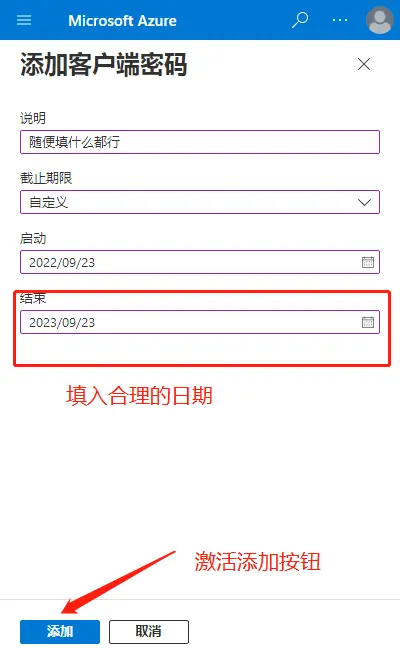 Microsoft Azure
添加客户端密码
说明
随便填什么都行
截止期限
自定义
启动
2022/09/23
结束
2023/09/23
填入合理的日期
激活添加按钮
添加
取消